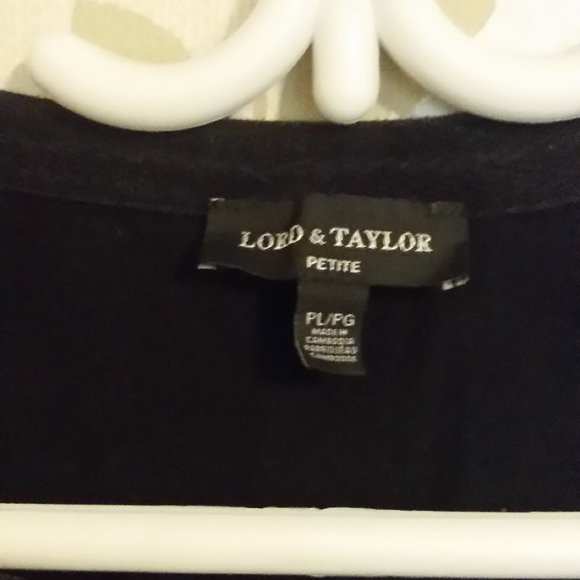 LORD & TAYLOR
PETITE
PL/PG
MADE IN
CAMBODIA